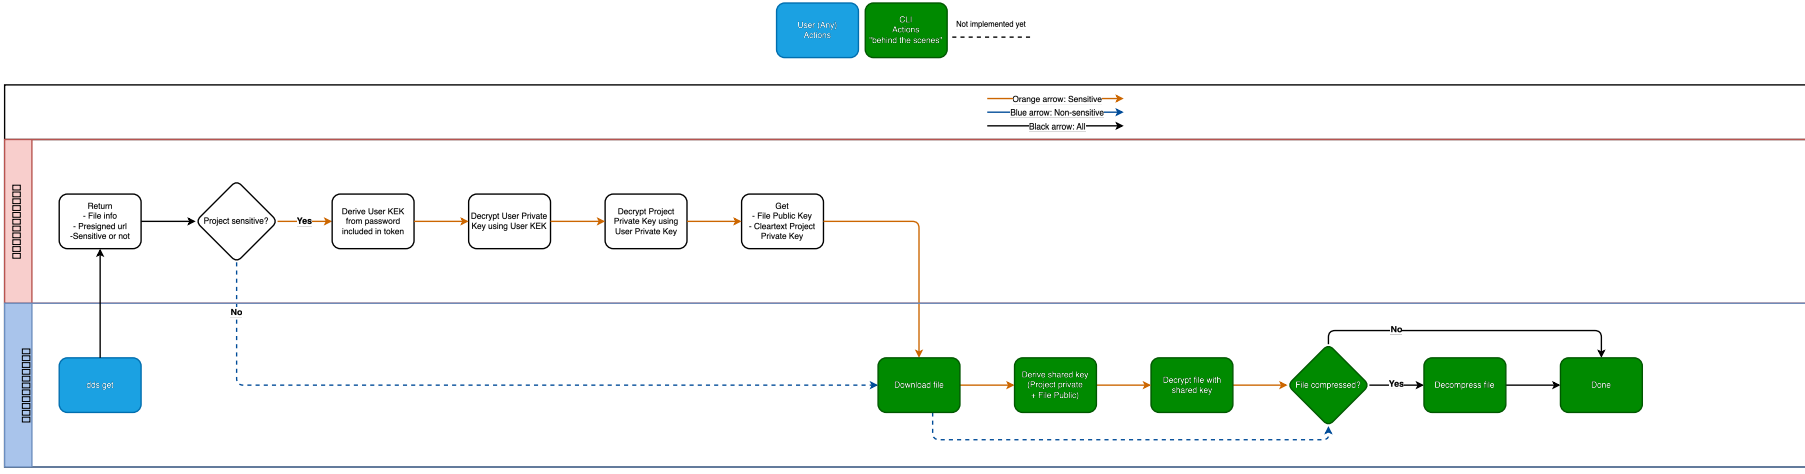 User (Any)
Actions
CLI
Actions
"behind the scenes"
Not implemented yet
Orange arrow: Sensitive
Blue arrow: Non-sensitive
Black arrow: All
Return
- File info
- Presigned url
-Sensitive or not
Project sensitive?
Yes
Derive User KEK
from password
included in token
Decrypt User Private
Key using User KEK
Decrypt Project
Private Key using
User Private Key
Get
- File Public Key
- Cleartext Project
Private Key
No
dds get
Download file
Derive shared key
(Project private
+ File Public)
Decrypt file with
shared key
File compressed?
No
Yes
Decompress file
Done